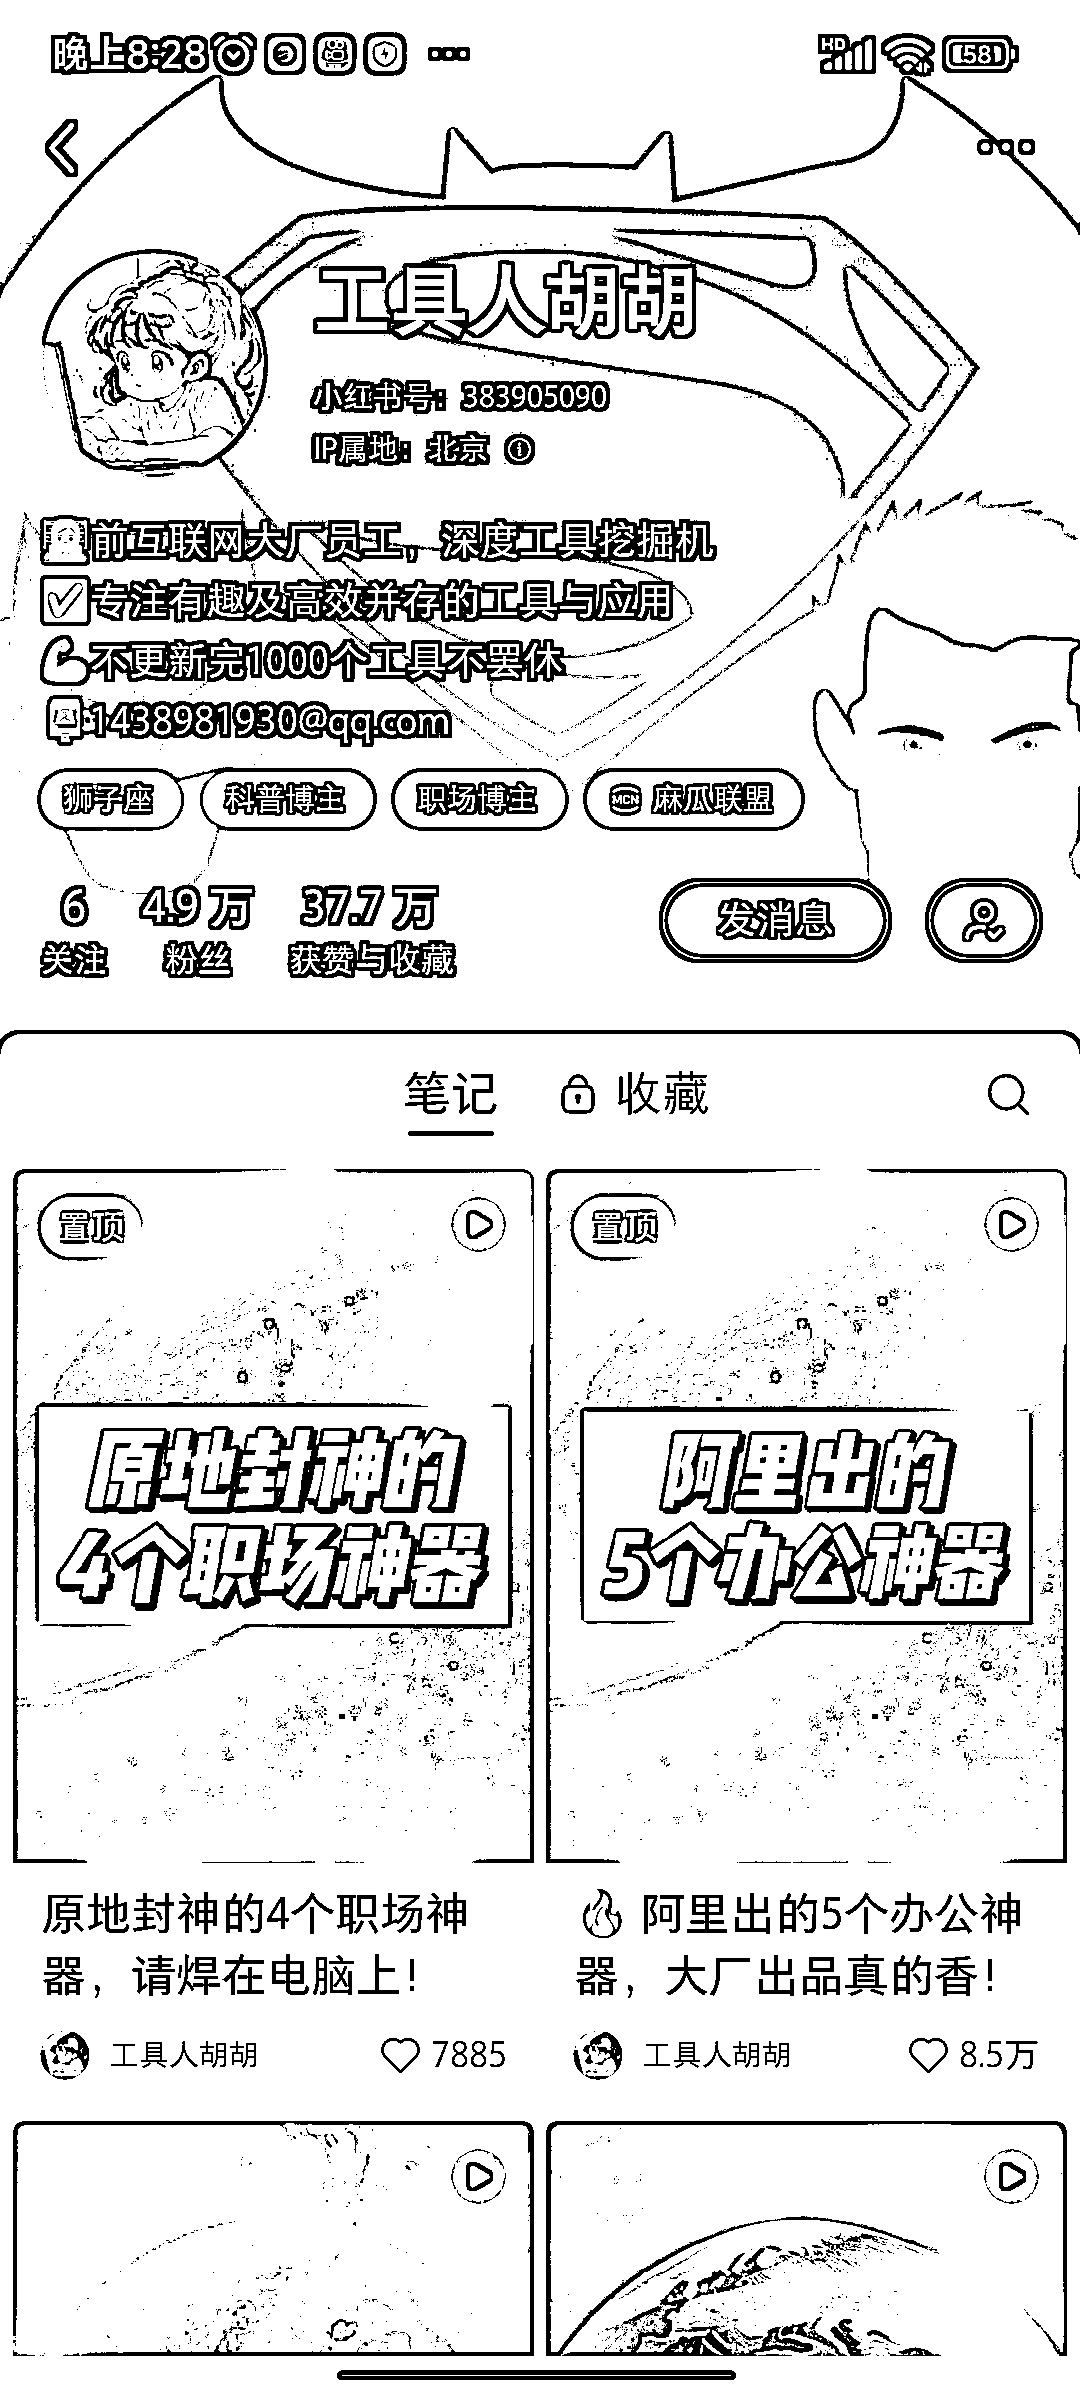 晚上8:28
HD
58
工具人胡胡
小红书号：383905090
IP属地：北京
前互联网大厂员工，深度工具挖掘机
专注有趣及高效并存的工具与应用
不更新完1000个工具不罢休
:1438981930@qq.com
狮子座 科普博主 职场博主 MCN 麻瓜联盟
6 4.9万 37.7万
关注 粉丝 获赞与收藏
发消息
笔记 收藏
置顶
原地封神的
4个职场神器
置顶
阿里出的
5个办公神器
原地封神的4个职场神
器，请焊在电脑上！
工具人胡胡 7885
阿里出的5个办公神
器，大厂出品真的香！
工具人胡胡 8.5万